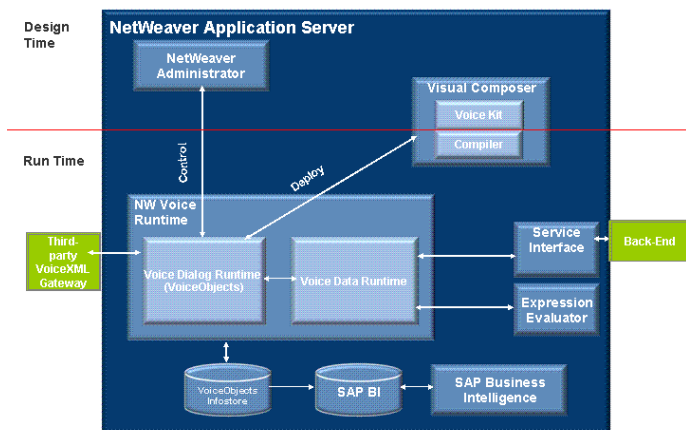 Design
Time
NetWeaver Application Server
NetWeaver
Administrator
Visual Composer
Voice Kit
Compiler
Run Time
Control
Deploy
NW Voice
Runtime
Third-
party
VoiceXML
Gateway
Voice Dialog Runtime
(VoiceObjects)
Voice Data Runtime
Service
Interface
Back-End
Expression
Evaluator
VoiceObjects
Infostore
SAP BI
SAP Business
Intelligence